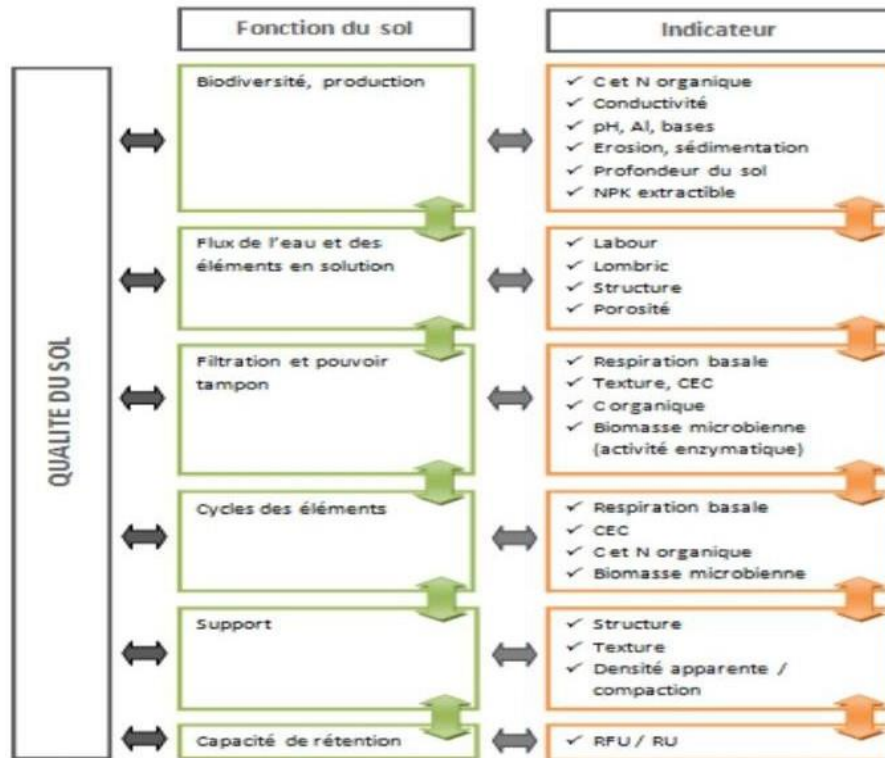 Fonction du sol
Indicateur
QUALITE DU SOL
Biodiversité, production
✓ C et N organique
✓ Conductivité
✓ pH, Al, bases
✓ Erosion, sédimentation
✓ Profondeur du sol
✓ NPK extractible
Flux de l'eau et des
éléments en solution
✓ Labour
✓ Lombric
✓ Structure
✓ Porosité
Filtration et pouvoir
tampon
✓ Respiration basale
✓ Texture, CEC
✓ C organique
✓ Biomasse microbienne
(activité enzymatique)
Cycles des éléments
✓ Respiration basale
✓ CEC
✓ C et N organique
✓ Biomasse microbienne
Support
✓ Structure
✓ Texture
✓ Densité apparente /
compaction
Capacité de rétention
✓ RFU / RU